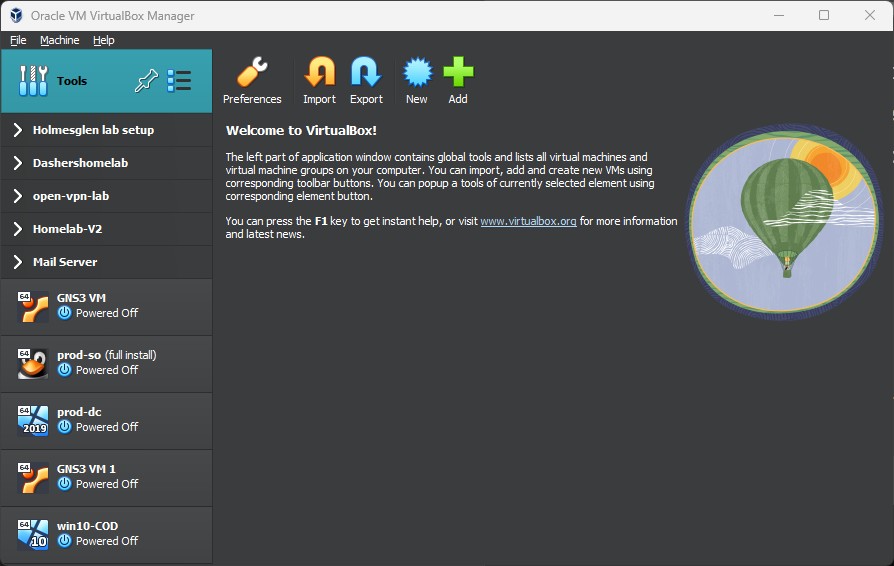 Oracle VM VirtualBox Manager
File Machine Help
Tools
Holmesglen lab setup
Dashershomelab
open-vpn-lab
Homelab-V2
Mail Server
64
GNS3 VM
Powered Off
64
prod-so (full install)
Powered Off
64
2019
prod-dc
Powered Off
64
GNS3 VM 1
Powered Off
64
10
win10-COD
Powered Off
Preferences Import Export New Add
Welcome to VirtualBox!
The left part of application window contains global tools and lists all virtual machines and
virtual machine groups on your computer. You can import, add and create new VMs using
corresponding toolbar buttons. You can popup a tools of currently selected element using
corresponding element button.
You can press the F1 key to get instant help, or visit www.virtualbox.org for more information
and latest news.